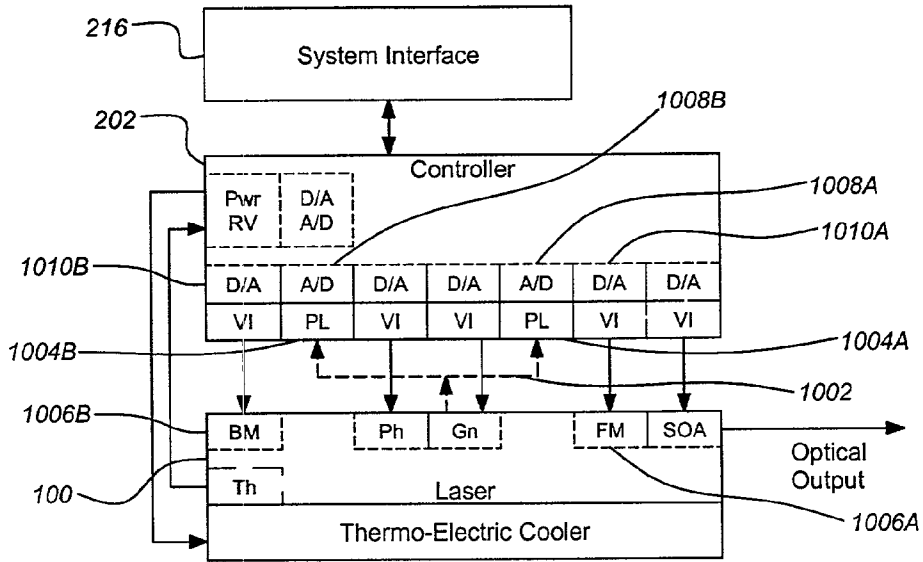 216
System Interface
1008B
202
Controller
1008A
Pwr D/A
RV A/D
1010A
1010B
D/A A/D D/A D/A A/D D/A D/A
VI PL VI VI PL VI VI
1004B
1004A
1002
1006B
BM Ph Gn FM SOA
Optical
Output
100
Th
Laser
1006A
Thermo-Electric Cooler